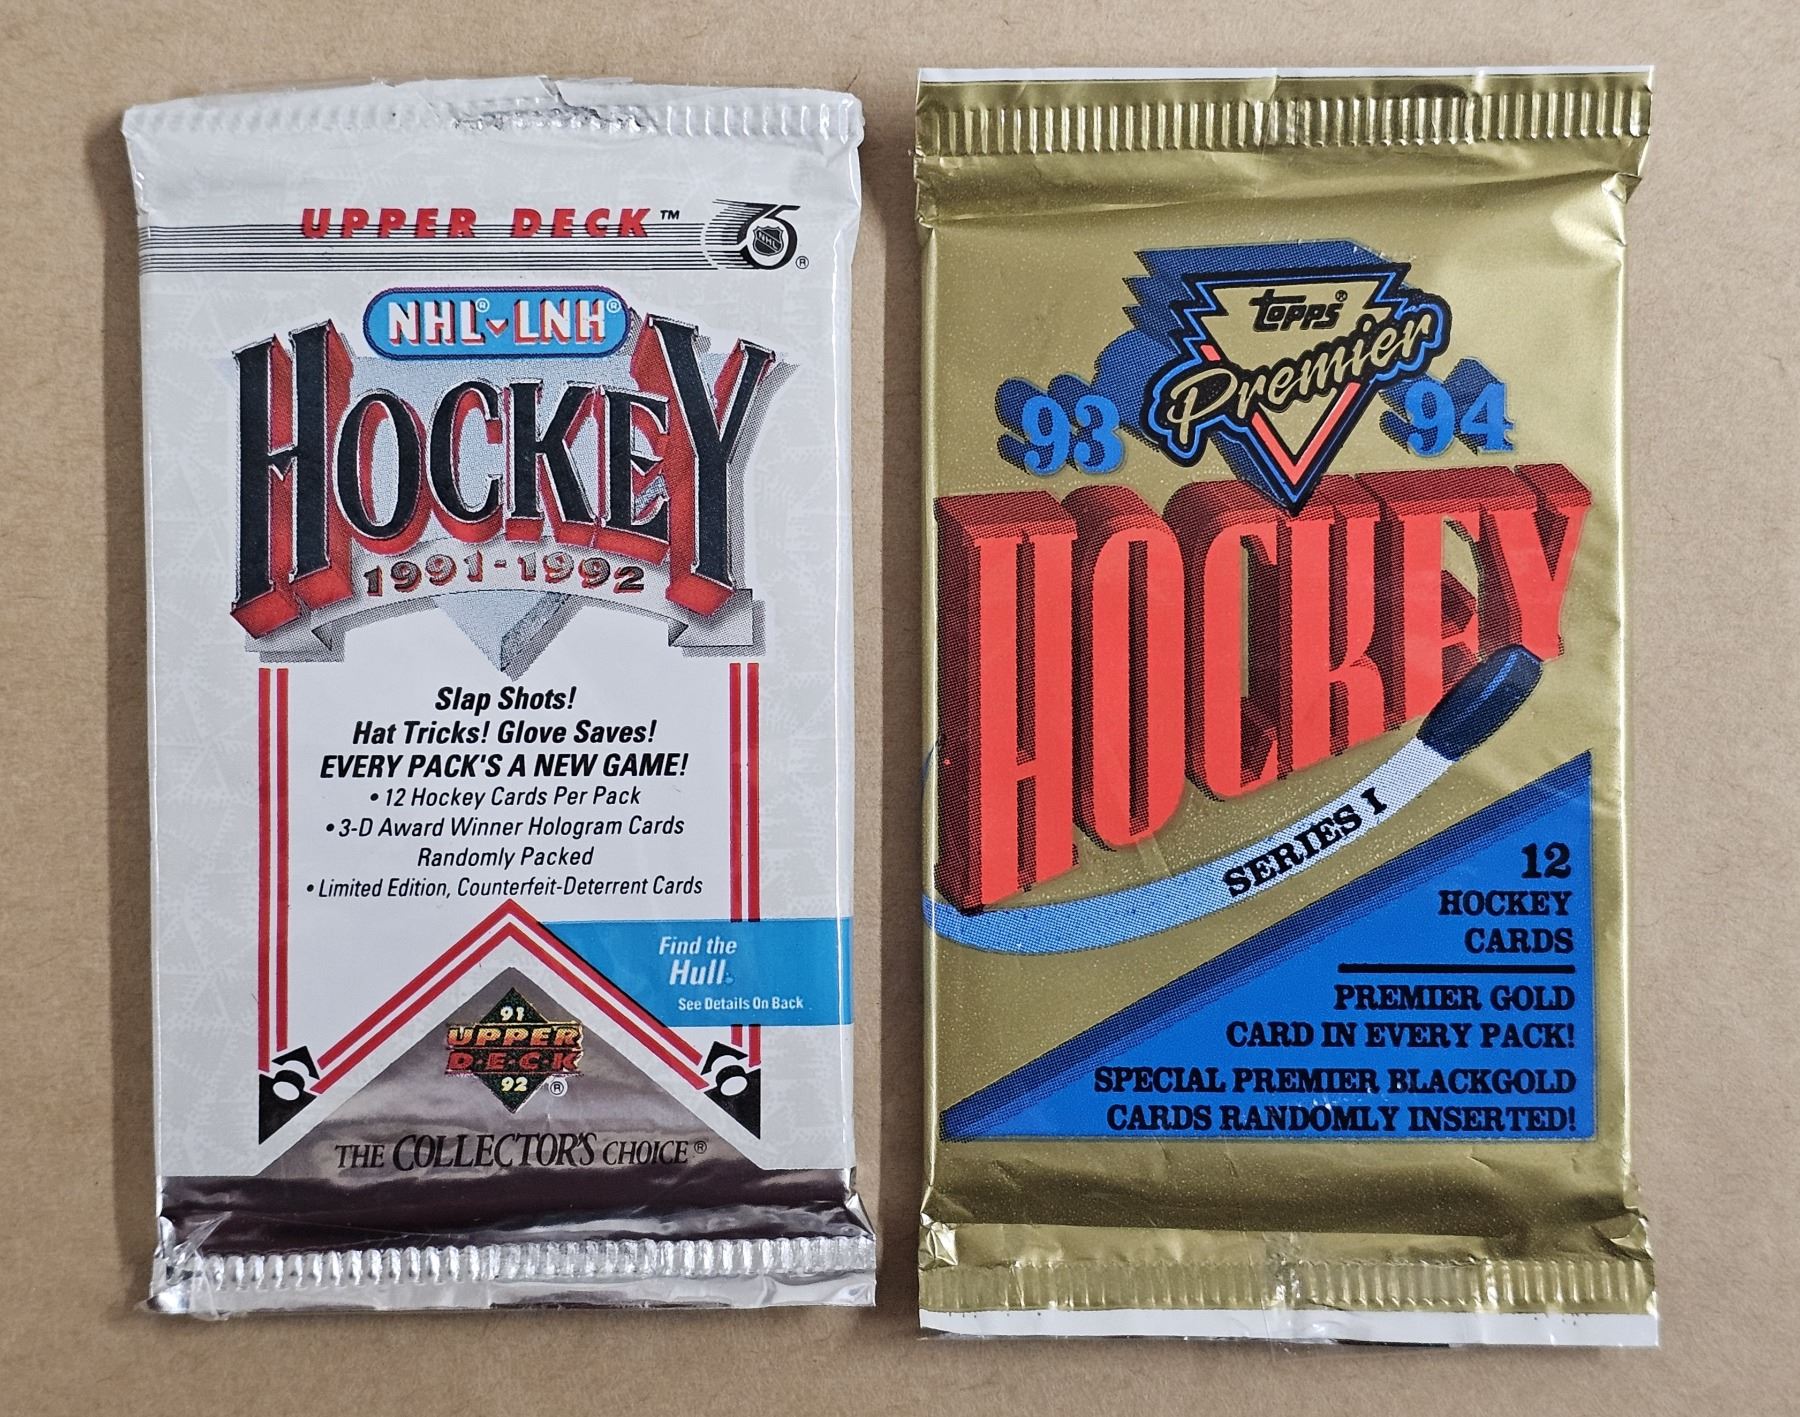 UPPER DECK™
75
NHL
®
NHL® LNH®
HOCKEY
1991-1992
Slap Shots!
Hat Tricks! Glove Saves!
EVERY PACK'S A NEW GAME!
• 12 Hockey Cards Per Pack
• 3-D Award Winner Hologram Cards
Randomly Packed
• Limited Edition, Counterfeit-Deterrent Cards
Find the
Hull
See Details On Back
91
UPPER
D·E·C·K
92 ®
THE COLLECTOR'S CHOICE®
topps®
Premier
93 94
HOCKEY
SERIES I
12
HOCKEY
CARDS
PREMIER GOLD
CARD IN EVERY PACK!
SPECIAL PREMIER BLACKGOLD
CARDS RANDOMLY INSERTED!